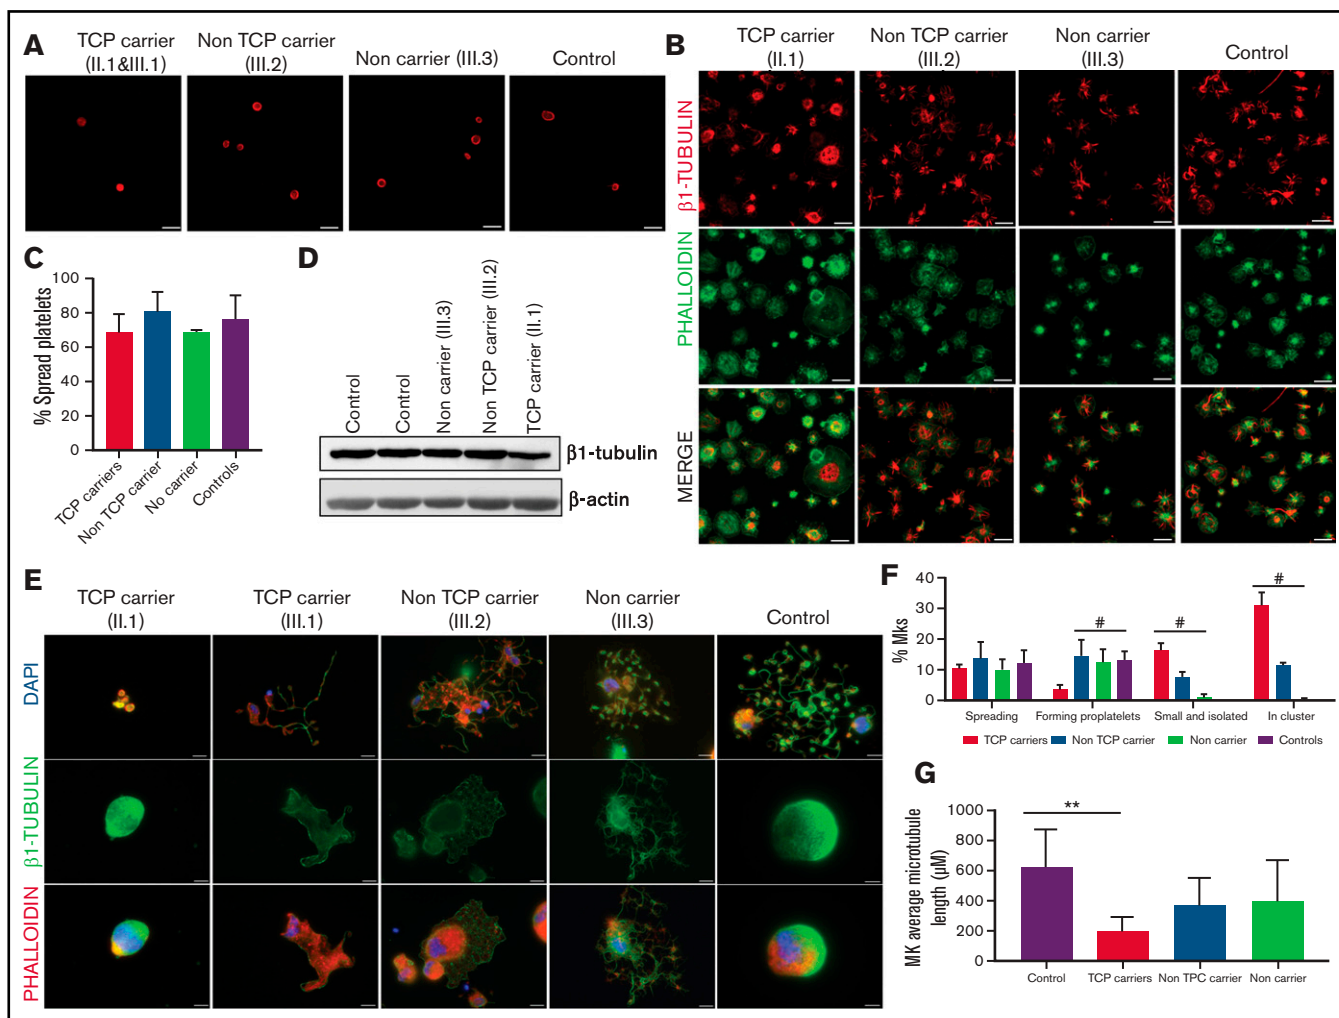 A
TCP carrier
(II.1&III.1)
Non TCP carrier
(III.2)
Non carrier (III.3)
Control
B
TCP carrier
(II.1)
Non TCP carrier
(III.2)
Non carrier
(III.3)
Control
β1-TUBULIN
PHALLOIDIN
MERGE
C
% Spread platelets
100
80
60
40
20
0
TCP carriers
Non TCP carrier
No carrier
Controls
D
Control
Control
Non carrier (III.3)
Non TCP carrier (III.2)
TCP carrier (II.1)
β1-tubulin
β-actin
E
TCP carrier
(II.1)
TCP carrier
(III.1)
Non TCP carrier
(III.2)
Non carrier
(III.3)
Control
DAPI
β1-TUBULIN
PHALLOIDIN
F
% Mks
40
30
20
10
0
#
#
#
Spreading
Forming proplatelets
Small and isolated
In cluster
TCP carriers
Non TCP carrier
Non carrier
Controls
G
MK average microtubule
length (µM)
1000
800
600
400
200
0
**
Control
TCP carriers
Non TPC carrier
Non carrier